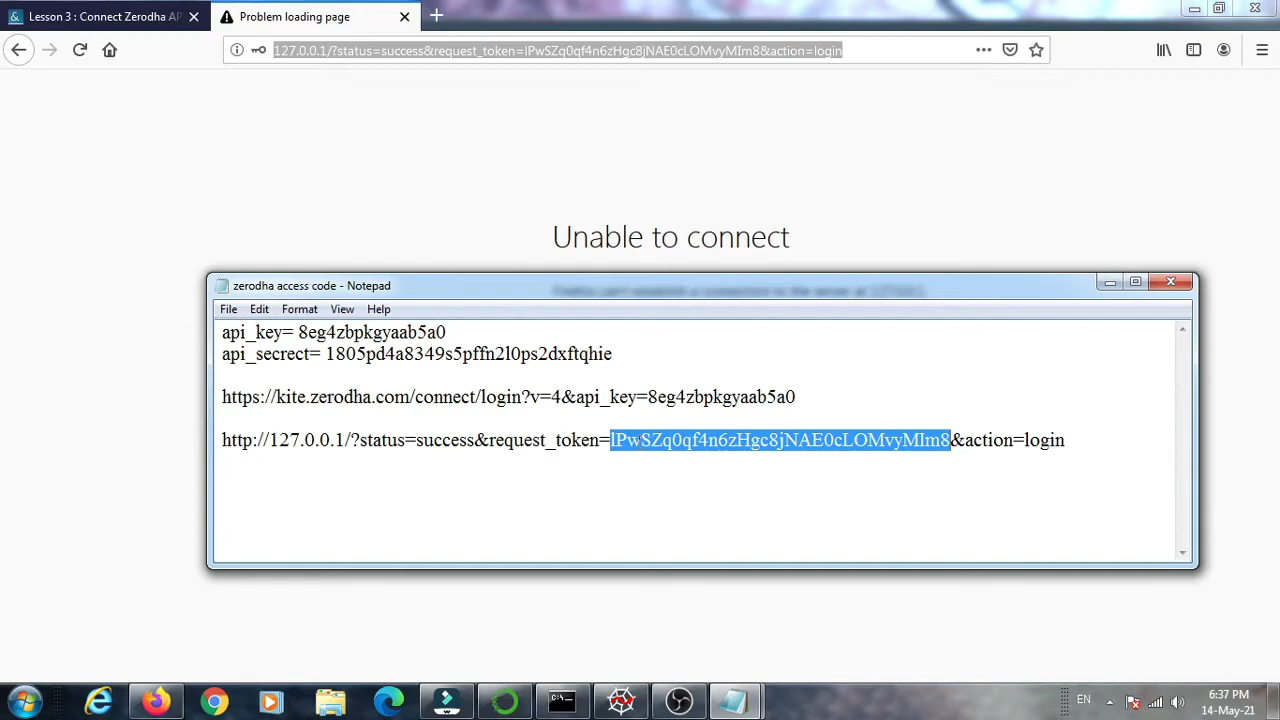 Lesson 3 : Connect Zerodha AP
Problem loading page
127.0.0.1/?status=success&request_token=lPwSZq0qf4n6zHgc8jNAE0cLOMvyMIm8&action=login
Unable to connect
zerodha access code - Notepad
File Edit Format View Help
api_key= 8eg4zbpkgyaab5a0
api_secrect= 1805pd4a8349s5pffn2l0ps2dxftqhie
https://kite.zerodha.com/connect/login?v=4&api_key=8eg4zbpkgyaab5a0
http://127.0.0.1/?status=success&request_token=lPwSZq0qf4n6zHgc8jNAE0cLOMvyMIm8&action=login
EN
6:37 PM
14-May-21